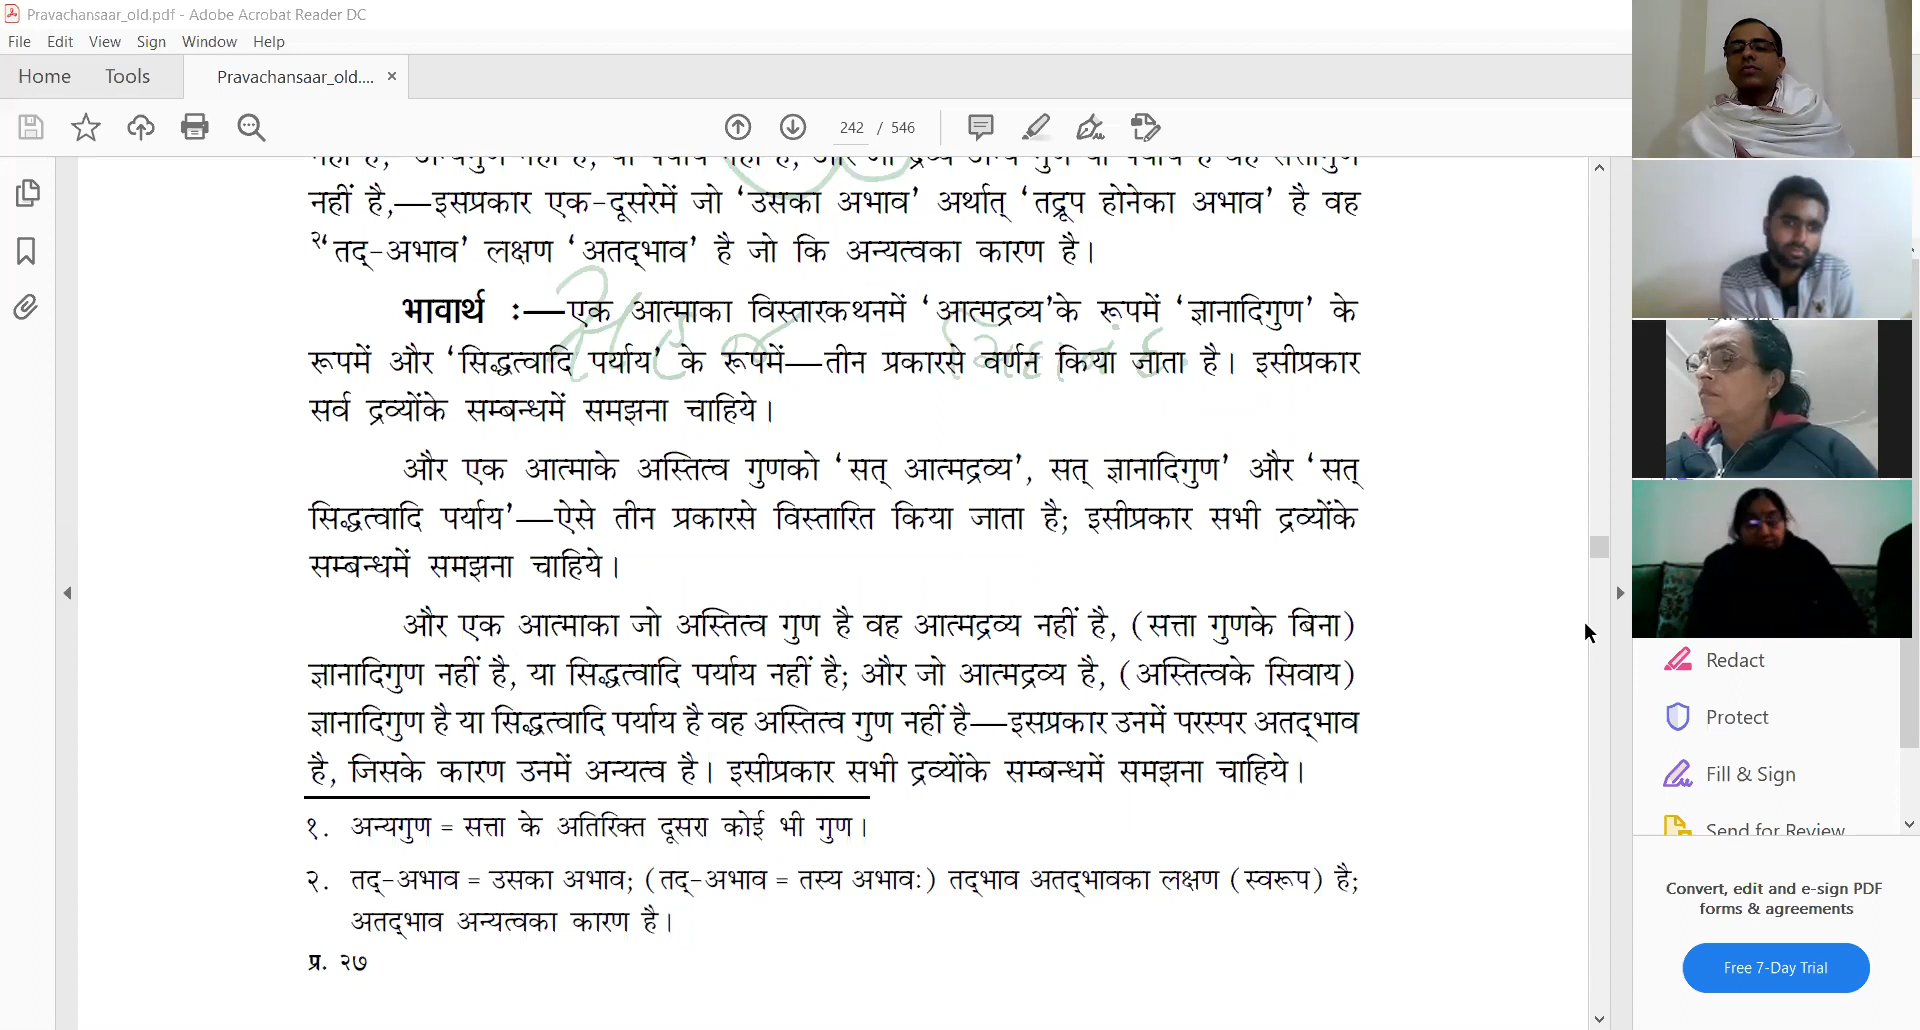 Pravachansaar_old.pdf - Adobe Acrobat Reader DC
File Edit View Sign Window Help
Home Tools Pravachansaar_old.... ×
242 / 546
नहीं है,—इसप्रकार एक-दूसरेमें जो ‘उसका अभाव’ अर्थात् ‘तद्रूप होनेका अभाव’ है वह
२‘तद्-अभाव’ लक्षण ‘अतद्भाव’ है जो कि अन्यत्वका कारण है।
भावार्थ :—एक आत्माका विस्तारकथनमें ‘आत्मद्रव्य’के रूपमें ‘ज्ञानादिगुण’ के
रूपमें और ‘सिद्धत्वादि पर्याय’ के रूपमें—तीन प्रकारसे वर्णन किया जाता है। इसीप्रकार
सर्व द्रव्योंके सम्बन्धमें समझना चाहिये।
और एक आत्माके अस्तित्व गुणको ‘सत् आत्मद्रव्य’, सत् ज्ञानादिगुण’ और ‘सत्
सिद्धत्वादि पर्याय’—ऐसे तीन प्रकारसे विस्तारित किया जाता है; इसीप्रकार सभी द्रव्योंके
सम्बन्धमें समझना चाहिये।
और एक आत्माका जो अस्तित्व गुण है वह आत्मद्रव्य नहीं है, (सत्ता गुणके बिना)
ज्ञानादिगुण नहीं है, या सिद्धत्वादि पर्याय नहीं है; और जो आत्मद्रव्य है, (अस्तित्वके सिवाय)
ज्ञानादिगुण है या सिद्धत्वादि पर्याय है वह अस्तित्व गुण नहीं है—इसप्रकार उनमें परस्पर अतद्भाव
है, जिसके कारण उनमें अन्यत्व है। इसीप्रकार सभी द्रव्योंके सम्बन्धमें समझना चाहिये।
१. अन्यगुण = सत्ता के अतिरिक्त दूसरा कोई भी गुण।
२. तद्-अभाव = उसका अभाव; (तद्-अभाव = तस्य अभावः) तद्भाव अतद्भावका लक्षण (स्वरूप) है;
अतद्भाव अन्यत्वका कारण है।
प्र. २७
Redact
Protect
Fill & Sign
Send for Review
Convert, edit and e-sign PDF
forms & agreements
Free 7-Day Trial